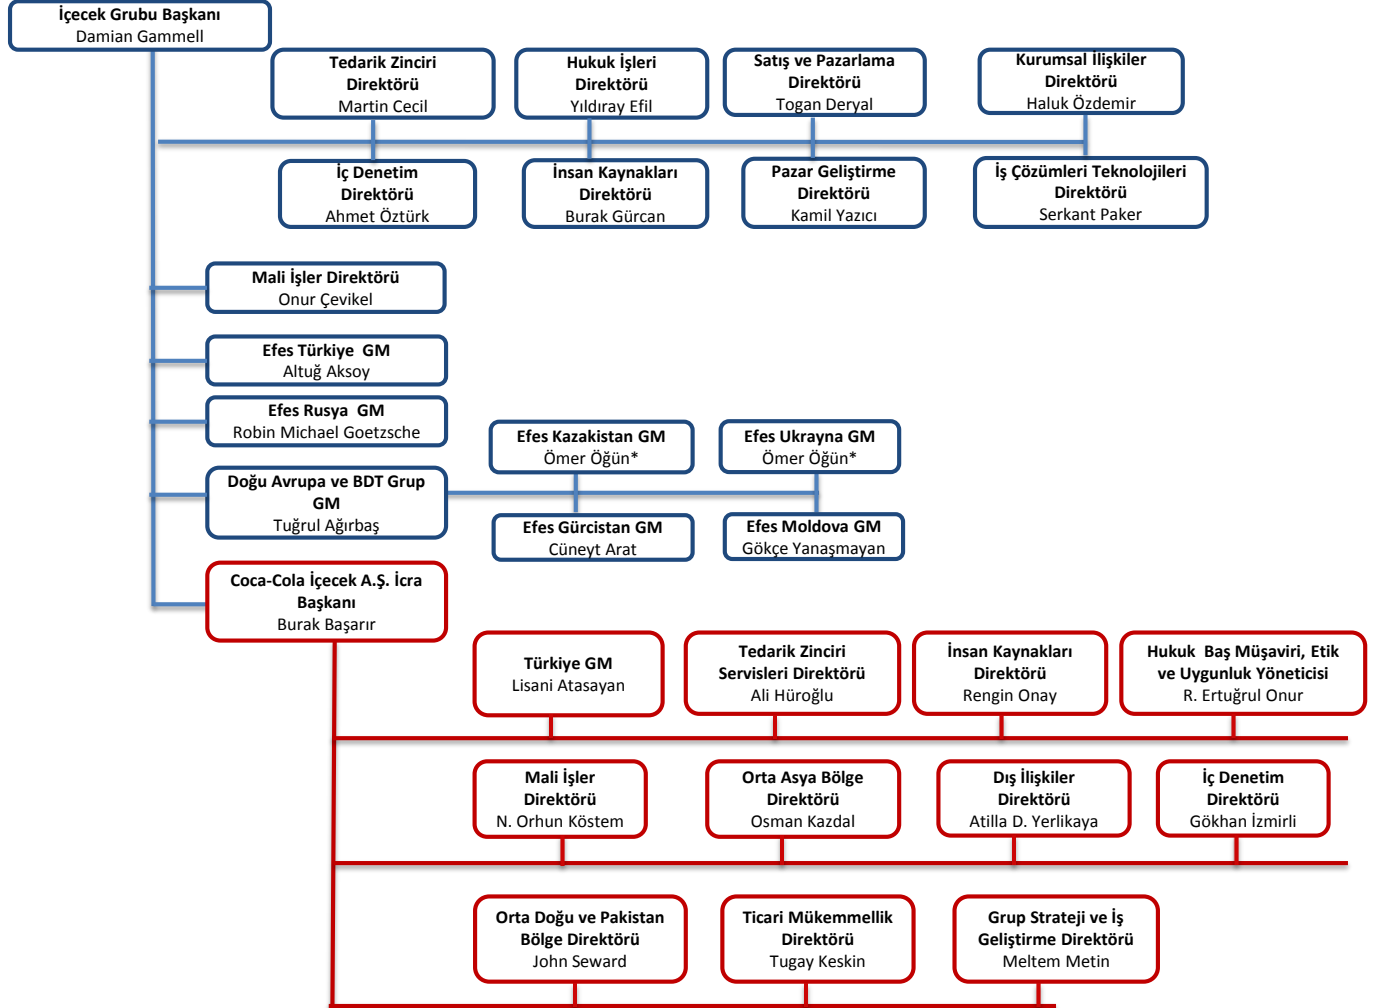 İçecek Grubu Başkanı
Damian Gammell
Tedarik Zinciri
Direktörü
Martin Cecil
Hukuk İşleri
Direktörü
Yıldıray Efil
Satış ve Pazarlama
Direktörü
Togan Deryal
Kurumsal İlişkiler
Direktörü
Haluk Özdemir
İç Denetim
Direktörü
Ahmet Öztürk
İnsan Kaynakları
Direktörü
Burak Gürcan
Pazar Geliştirme
Direktörü
Kamil Yazıcı
İş Çözümleri Teknolojileri
Direktörü
Serkant Paker
Mali İşler Direktörü
Onur Çevikel
Efes Türkiye  GM
Altuğ Aksoy
Efes Rusya  GM
Robin Michael Goetzsche
Doğu Avrupa ve BDT Grup
GM
Tuğrul Ağırbaş
Efes Kazakistan GM
Ömer Öğün*
Efes Ukrayna GM
Ömer Öğün*
Efes Gürcistan GM
Cüneyt Arat
Efes Moldova GM
Gökçe Yanaşmayan
Coca-Cola İçecek A.Ş. İcra
Başkanı
Burak Başarır
Türkiye GM
Lisani Atasayan
Tedarik Zinciri
Servisleri Direktörü
Ali Hüroğlu
İnsan Kaynakları
Direktörü
Rengin Onay
Hukuk  Baş Müşaviri, Etik
ve Uygunluk Yöneticisi
R. Ertuğrul Onur
Mali İşler
Direktörü
N. Orhun Köstem
Orta Asya Bölge
Direktörü
Osman Kazdal
Dış İlişkiler
Direktörü
Atilla D. Yerlikaya
İç Denetim
Direktörü
Gökhan İzmirli
Orta Doğu ve Pakistan
Bölge Direktörü
John Seward
Ticari Mükemmellik
Direktörü
Tugay Keskin
Grup Strateji ve İş
Geliştirme Direktörü
Meltem Metin